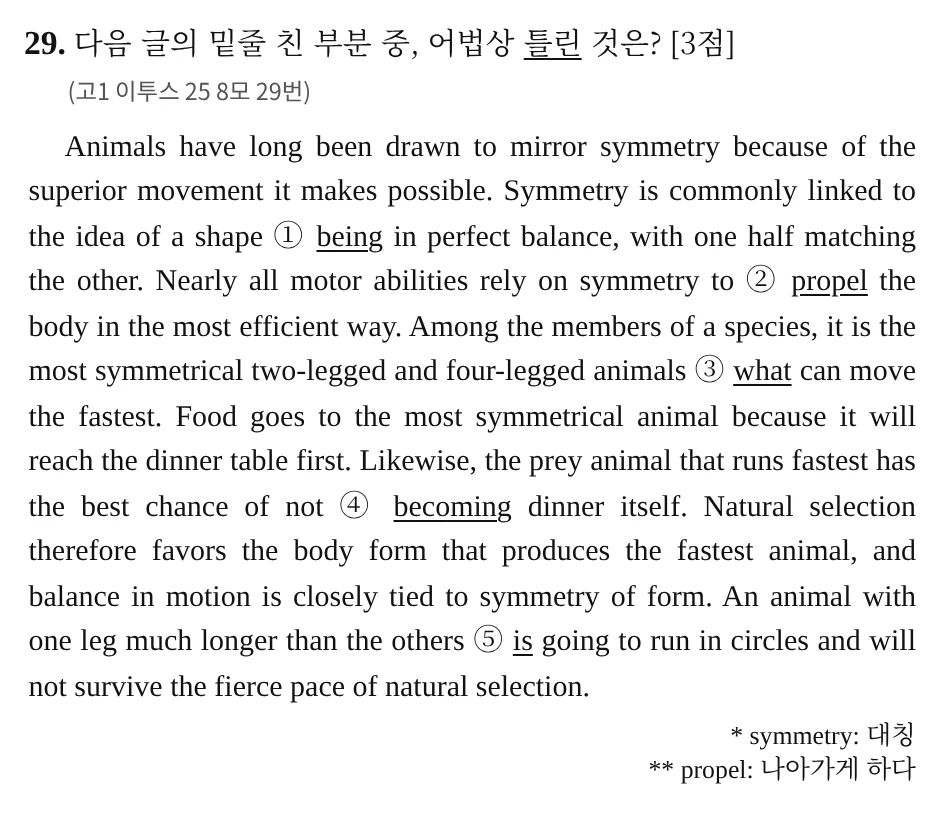 29. 다음 글의 밑줄 친 부분 중, 어법상 틀린 것은? [3점]
(고1 이투스 25 8모 29번)
Animals have long been drawn to mirror symmetry because of the
superior movement it makes possible. Symmetry is commonly linked to
the idea of a shape ① being in perfect balance, with one half matching
the other. Nearly all motor abilities rely on symmetry to ② propel the
body in the most efficient way. Among the members of a species, it is the
most symmetrical two-legged and four-legged animals ③ what can move
the fastest. Food goes to the most symmetrical animal because it will
reach the dinner table first. Likewise, the prey animal that runs fastest has
the best chance of not ④ becoming dinner itself. Natural selection
therefore favors the body form that produces the fastest animal, and
balance in motion is closely tied to symmetry of form. An animal with
one leg much longer than the others ⑤ is going to run in circles and will
not survive the fierce pace of natural selection.
* symmetry: 대칭
** propel: 나아가게 하다